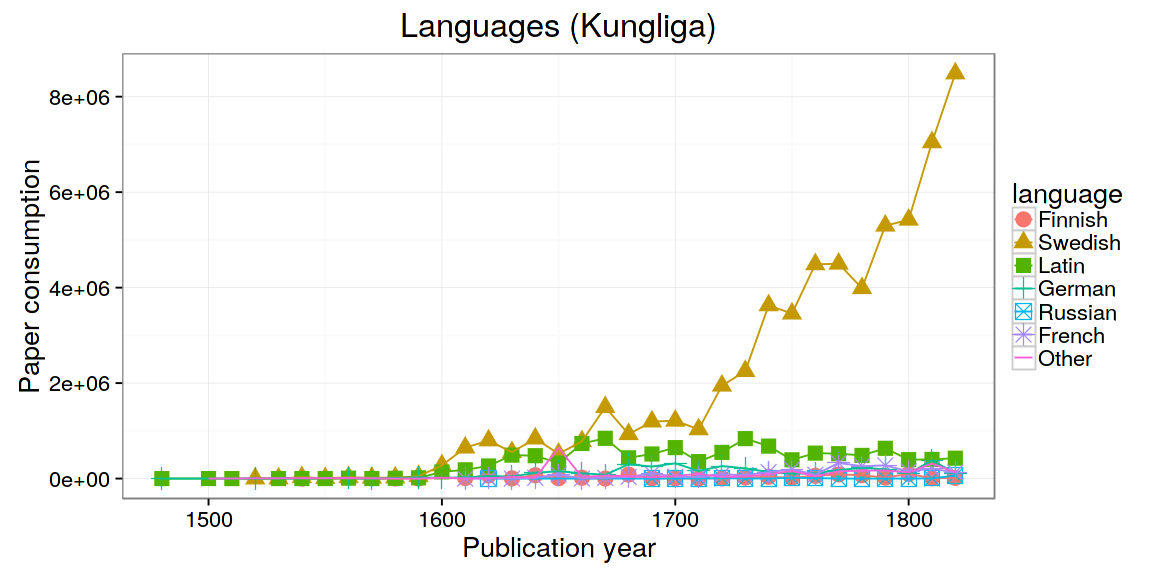 Languages (Kungliga)
Paper consumption
8e+06
6e+06
4e+06
2e+06
0e+00
1500
1600
1700
1800
Publication year
language
Finnish
Swedish
Latin
German
Russian
French
Other